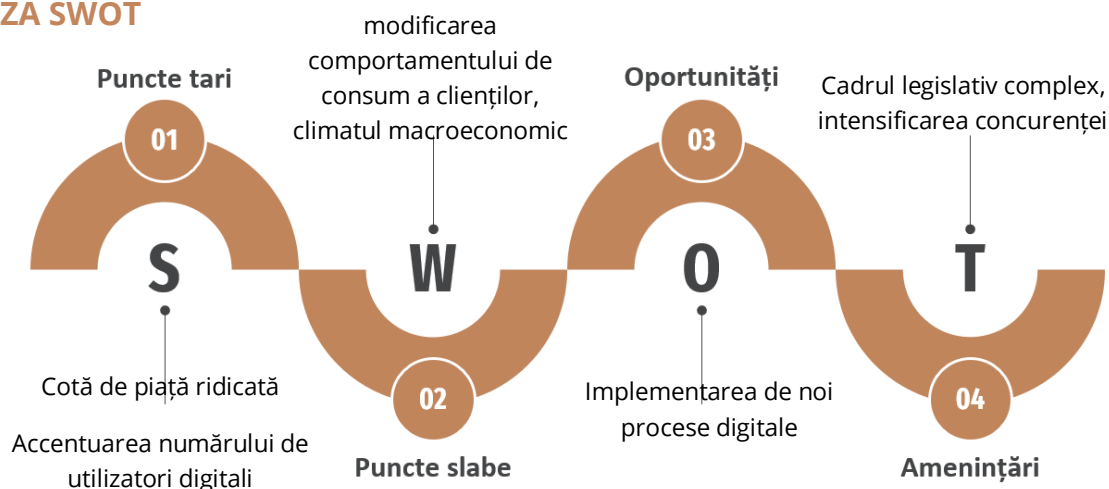 ZA SWOT
Puncte tari
01
S
Cotă de piață ridicată
Accentuarea numărului de
utilizatori digitali
modificarea
comportamentului de
consum a clienților,
climatul macroeconomic
W
02
Puncte slabe
Oportunități
03
O
Implementarea de noi
procese digitale
Cadrul legislativ complex,
intensificarea concurenței
T
04
Amenințări